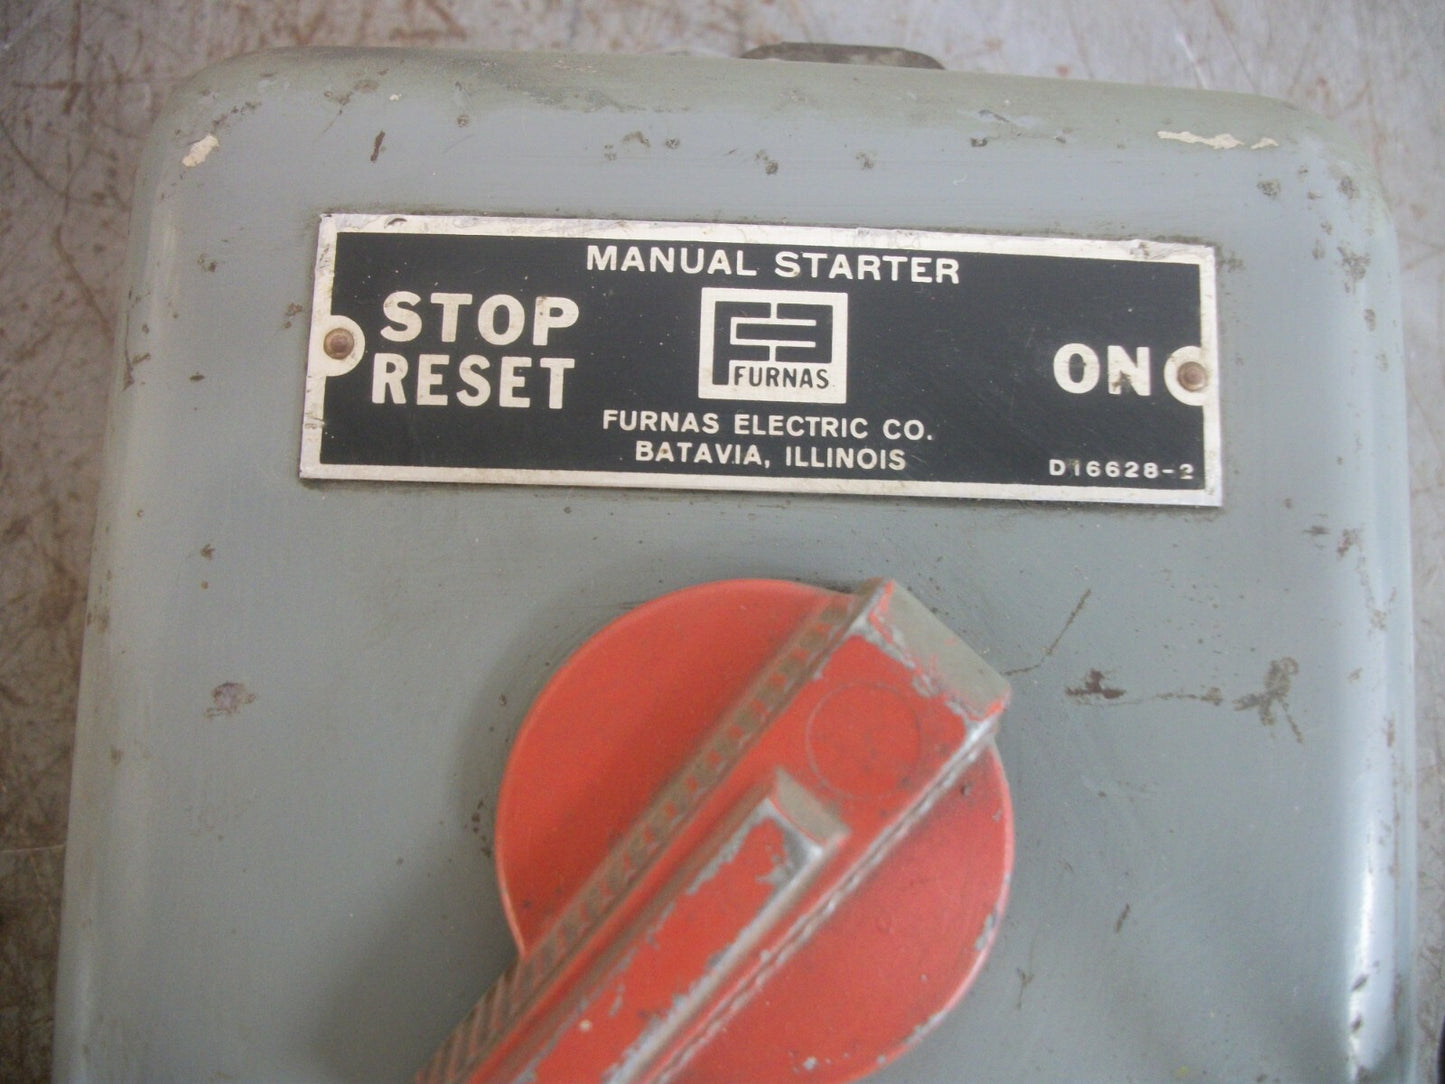 MANUAL STARTER
STOP
RESET
FURNAS
ON
FURNAS ELECTRIC CO.
BATAVIA, ILLINOIS
D16628-2